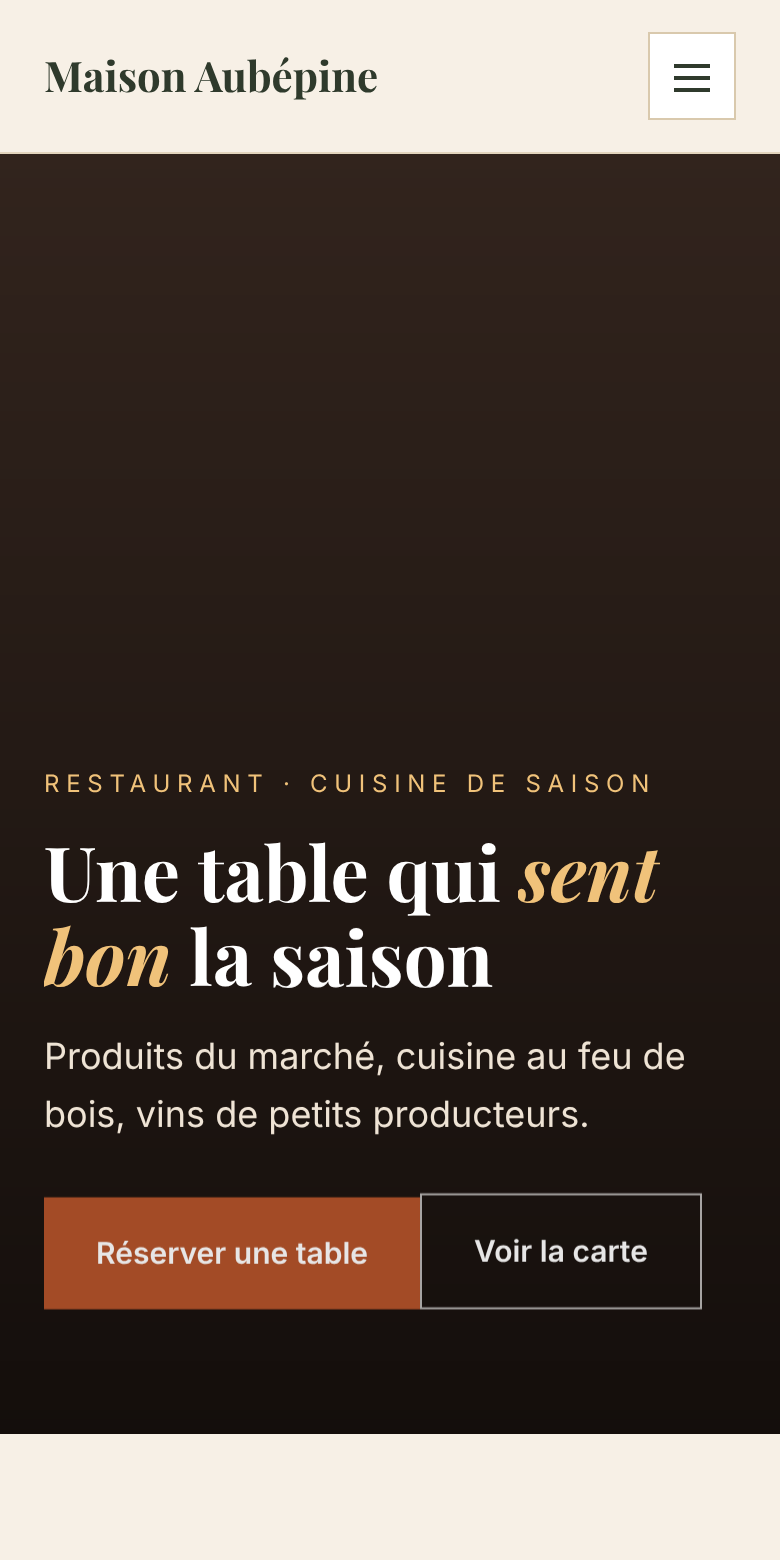 Maison Aubépine
RESTAURANT · CUISINE DE SAISON
Une table qui sent
bon la saison
Produits du marché, cuisine au feu de
bois, vins de petits producteurs.
Réserver une table
Voir la carte